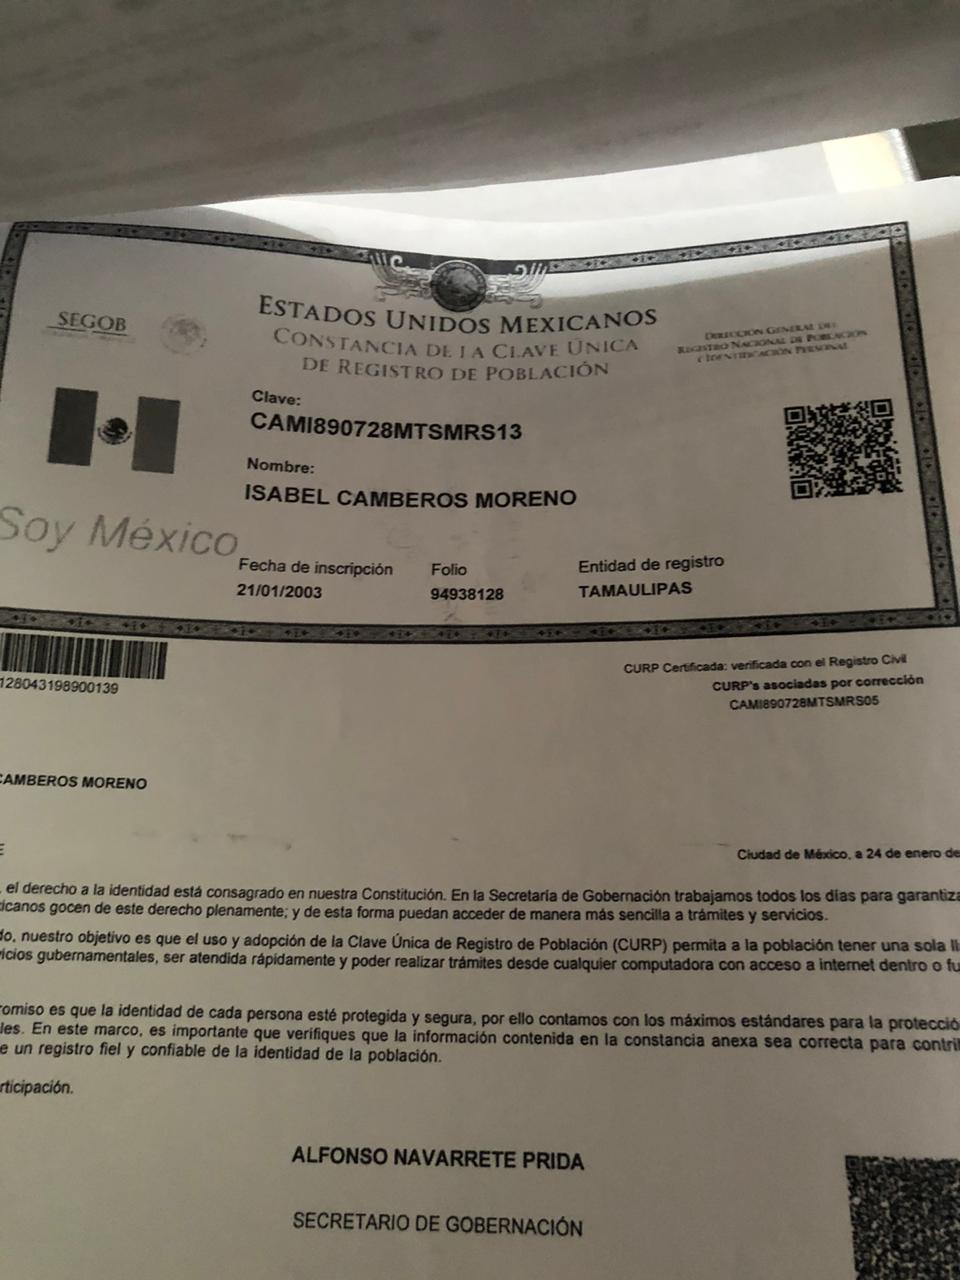 SEGOB
ESTADOS UNIDOS MEXICANOS
CONSTANCIA DE LA CLAVE ÚNICA
DE REGISTRO DE POBLACIÓN
DIRECCIÓN GENERAL DEL
REGISTRO NACIONAL DE POBLACIÓN
E IDENTIFICACIÓN PERSONAL
Clave:
CAMI890728MTSMRS13
Nombre:
ISABEL CAMBEROS MORENO
Soy México
Fecha de inscripción Folio Entidad de registro
21/01/2003 94938128 TAMAULIPAS
128043198900139
CURP Certificada: verificada con el Registro Civil
CURP's asociadas por corrección
CAMI890728MTSMRS05
CAMBEROS MORENO
E
Ciudad de México, a 24 de enero de
, el derecho a la identidad está consagrado en nuestra Constitución. En la Secretaría de Gobernación trabajamos todos los días para garantiza
icanos gocen de este derecho plenamente; y de esta forma puedan acceder de manera más sencilla a trámites y servicios.
do, nuestro objetivo es que el uso y adopción de la Clave Única de Registro de Población (CURP) permita a la población tener una sola ll
icios gubernamentales, ser atendida rápidamente y poder realizar trámites desde cualquier computadora con acceso a internet dentro o fu
omiso es que la identidad de cada persona esté protegida y segura, por ello contamos con los máximos estándares para la protecció
les. En este marco, es importante que verifiques que la información contenida en la constancia anexa sea correcta para contri
e un registro fiel y confiable de la identidad de la población.
rticipación.
ALFONSO NAVARRETE PRIDA
SECRETARIO DE GOBERNACIÓN